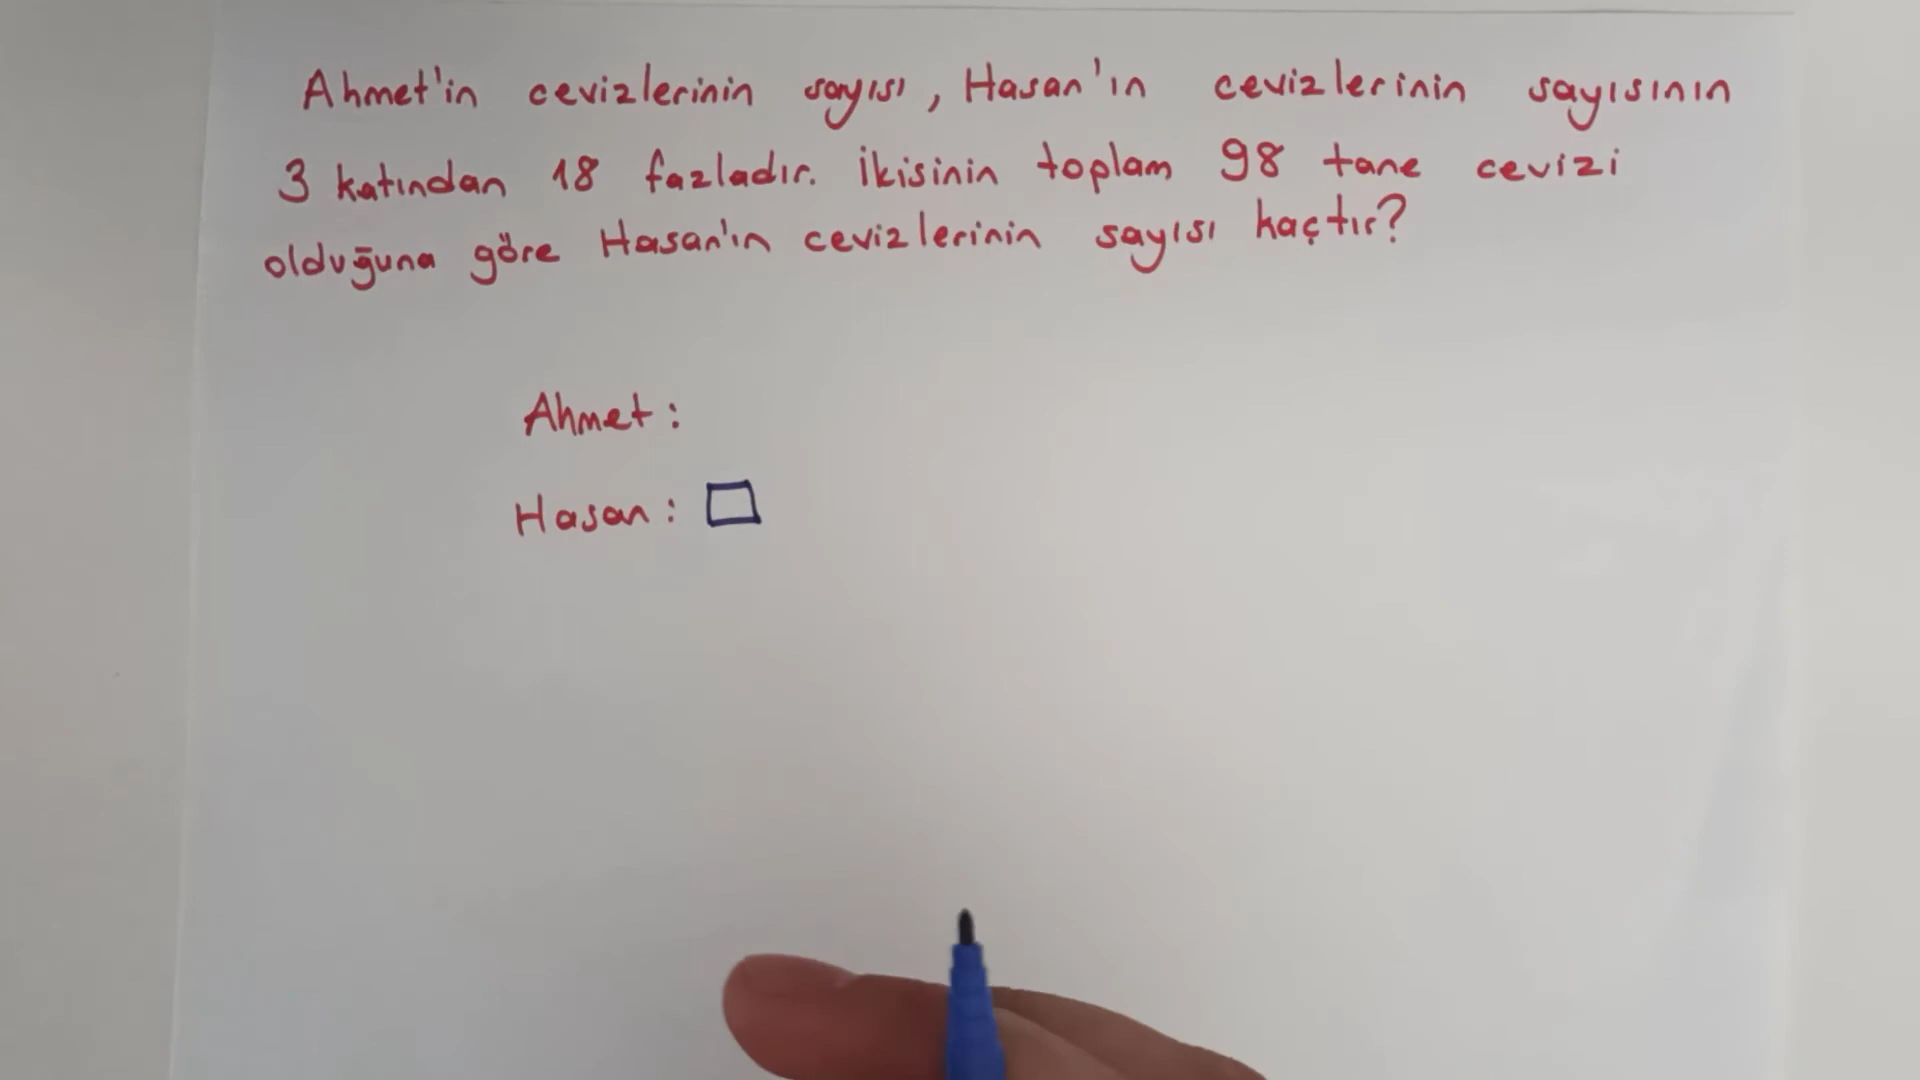 Ahmet'in cevizlerinin sayısı, Hasan'ın cevizlerinin sayısının
3 katından 18 fazladır. İkisinin toplam 98 tane cevizi
olduğuna göre Hasan'ın cevizlerinin sayısı kaçtır?
Ahmet:
Hasan: